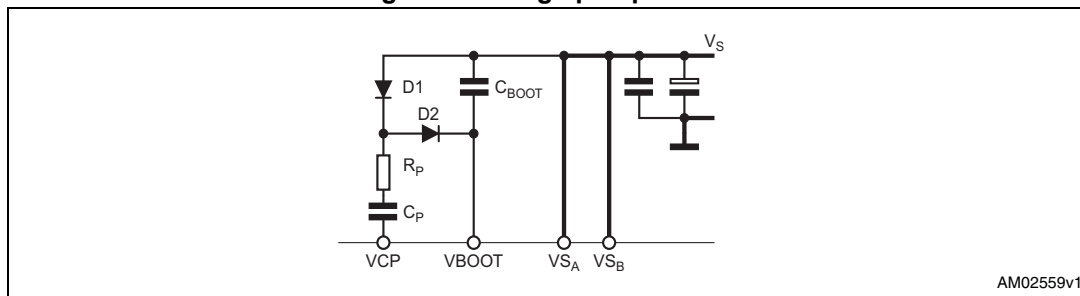 V_S
D1
C_BOOT
D2
R_P
C_P
VCP VBOOT VS_A VS_B
AM02559v1